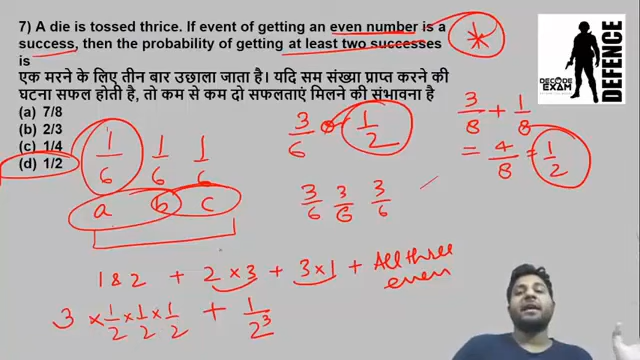 7) A die is tossed thrice. If event of getting an even number is a
success, then the probability of getting at least two successes
is
एक मरने के लिए तीन बार उछाला जाता है। यदि सम संख्या प्राप्त करने की
घटना सफल होती है, तो कम से कम दो सफलताएं मिलने की संभावना है
(a) 7/8
(b) 2/3
(c) 1/4
(d) 1/2
DECODE EXAM
DEFENCE
*
1/6 1/6 1/6
a b c
3/6 1/2
3/6 3/6 3/6
3/8 + 1/8
= 4/8 = 1/2
1 & 2 + 2 × 3 + 3 × 1 + All three
even
3 × 1/2 × 1/2 × 1/2 + 1/2³